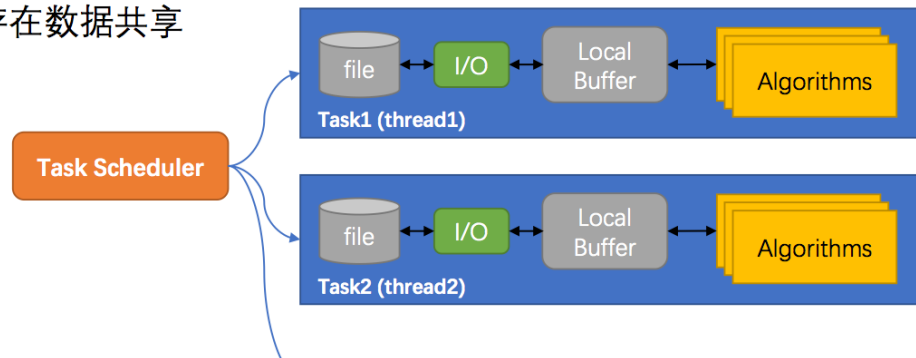 存在数据共享
file
I/O
Local
Buffer
Algorithms
Task1 (thread1)
Task Scheduler
file
I/O
Local
Buffer
Algorithms
Task2 (thread2)